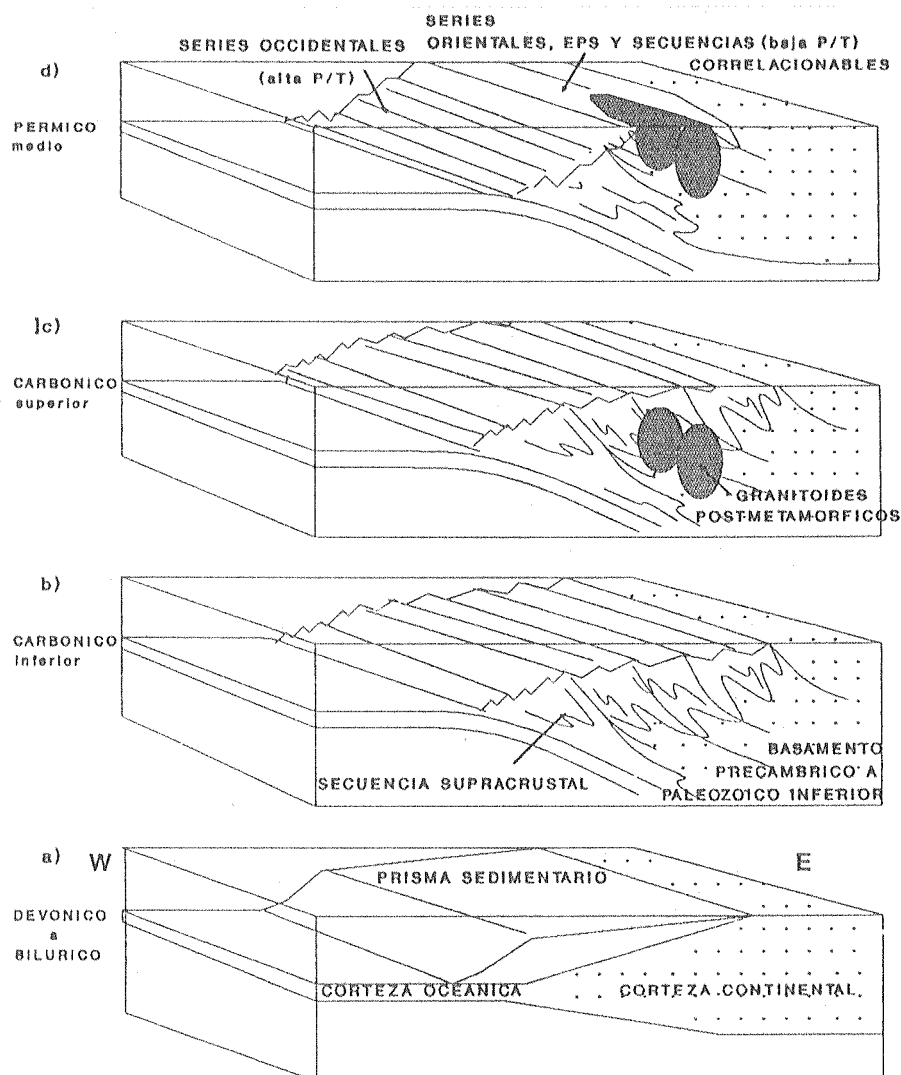 SERIES
SERIES OCCIDENTALES
ORIENTALES, EPS Y SECUENCIAS (baja P/T)
d)
(alta P/T)
CORRELACIONABLES
PERMICO
medio
]c)
CARBONICO
superior
GRANITOIDES
POST-METAMORFICOS
b)
CARBONICO
inferior
BASAMENTO
SECUENCIA SUPRACRUSTAL
PRECAMBRICO A
PALEOZOICO INFERIOR
a)
W
E
PRISMA SEDIMENTARIO
DEVONICO
a
BILURICO
CORTEZA OCEANICA
CORTEZA CONTINENTAL